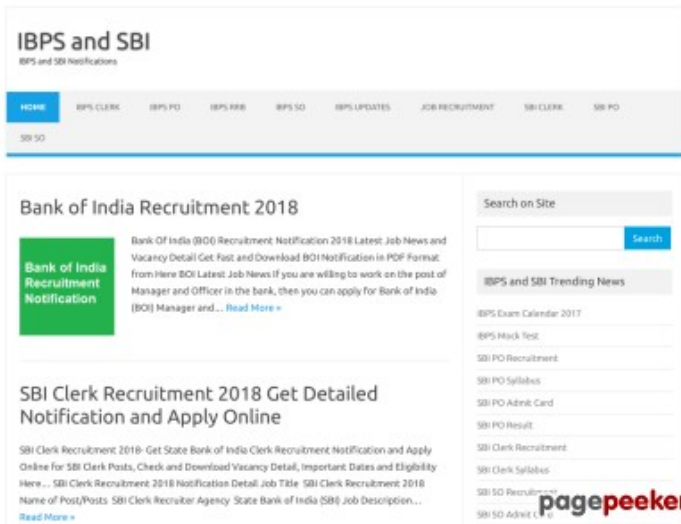 IBPS and SBI
IBPS and SBI Notifications
HOME IBPS CLERK IBPS PO IBPS RRB IBPS SO IBPS UPDATES JOB RECRUITMENT SBI CLERK SBI PO
SBI SO
Bank of India Recruitment 2018
Bank of India
Recruitment
Notification
Bank Of India (BOI) Recruitment Notification 2018 Latest Job News and
Vacancy Detail Get Fast and Download BOI Notification in PDF Format
from Here BOI Latest Job News If you are willing to work on the post of
Manager and Officer in the bank, then you can apply for Bank of India
(BOI) Manager and... Read More »
SBI Clerk Recruitment 2018 Get Detailed
Notification and Apply Online
SBI Clerk Recruitment 2018- Get State Bank of India Clerk Recruitment Notification and Apply
Online for SBI Clerk Posts, Check and Download Vacancy Detail, Important Dates and Eligibility
Here... SBI Clerk Recruitment 2018 Notification Detail Job Title SBI Clerk Recruitment 2018
Name of Post/Posts SBI Clerk Recruiter Agency State Bank of India (SBI) Job Description...
Read More »
Search on Site
Search
IBPS and SBI Trending News
IBPS Exam Calendar 2017
IBPS Mock Test
SBI PO Recruitment
SBI PO Syllabus
SBI PO Admit Card
SBI PO Result
SBI Clerk Recruitment
SBI Clerk Syllabus
SBI SO Recruitment
SBI SO Admit
pagepeeker